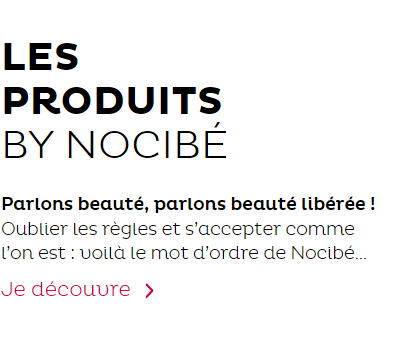 LES
PRODUITS
BY NOCIBÉ
Parlons beauté, parlons beauté libérée !
Oublier les règles et s’accepter comme
l’on est : voilà le mot d’ordre de Nocibé...
Je découvre